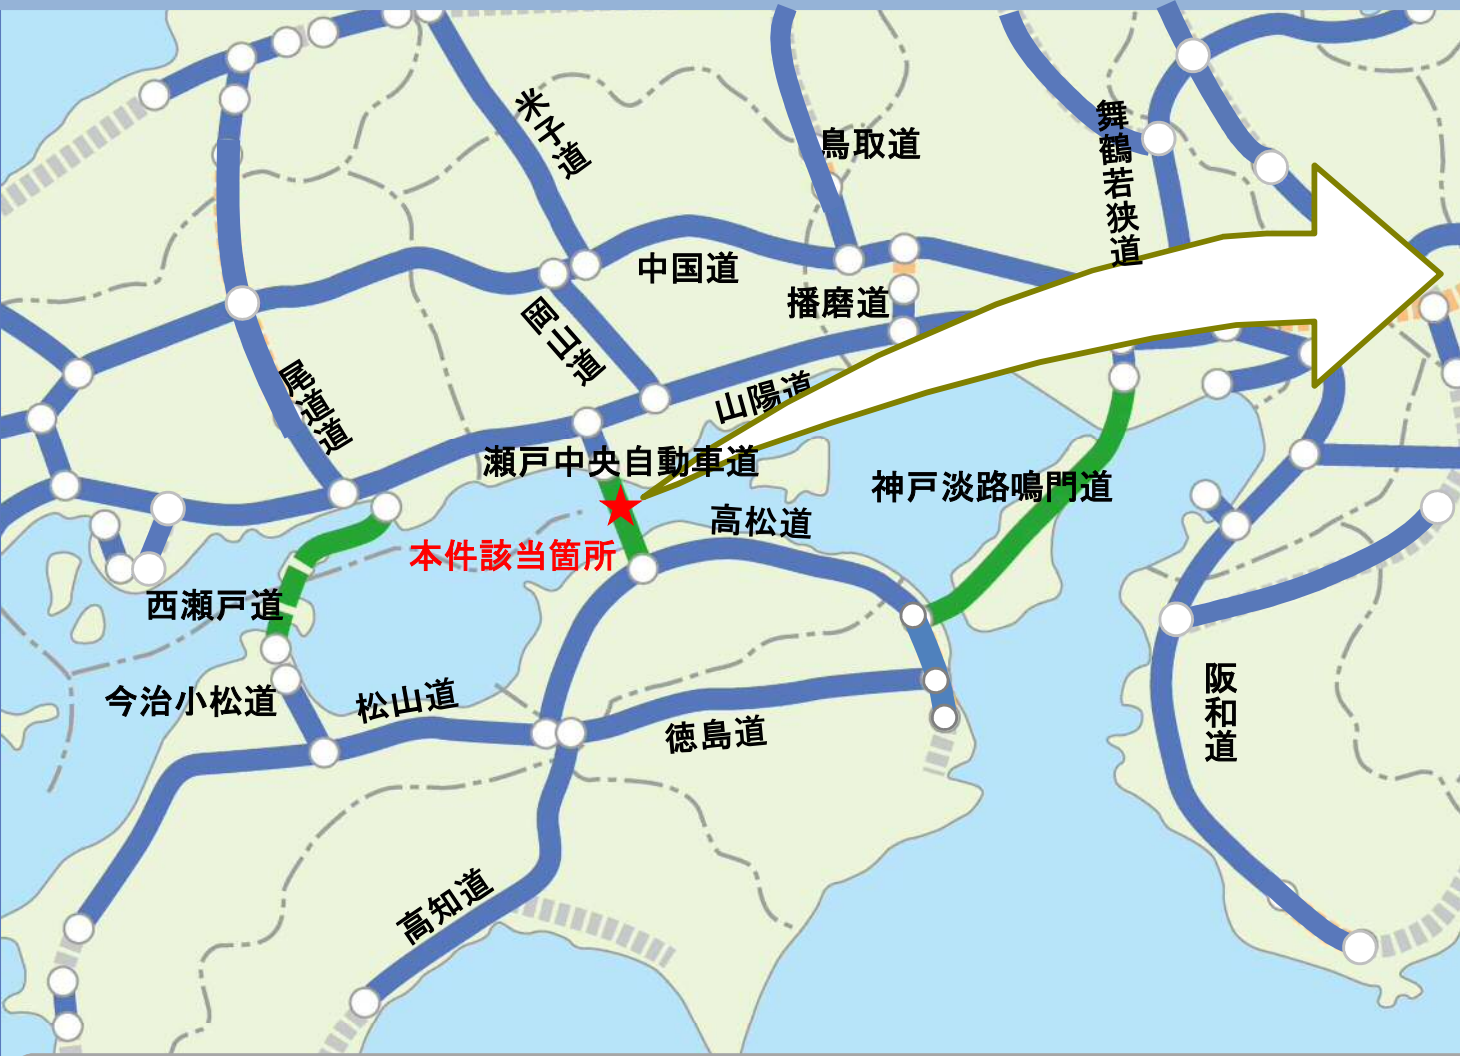 米子道
鳥取道
舞鶴若狭道
中国道
播磨道
岡山道
尾道道
山陽道
瀬戸中央自動車道
神戸淡路鳴門道
高松道
本件該当箇所
西瀬戸道
今治小松道
松山道
徳島道
阪和道
高知道